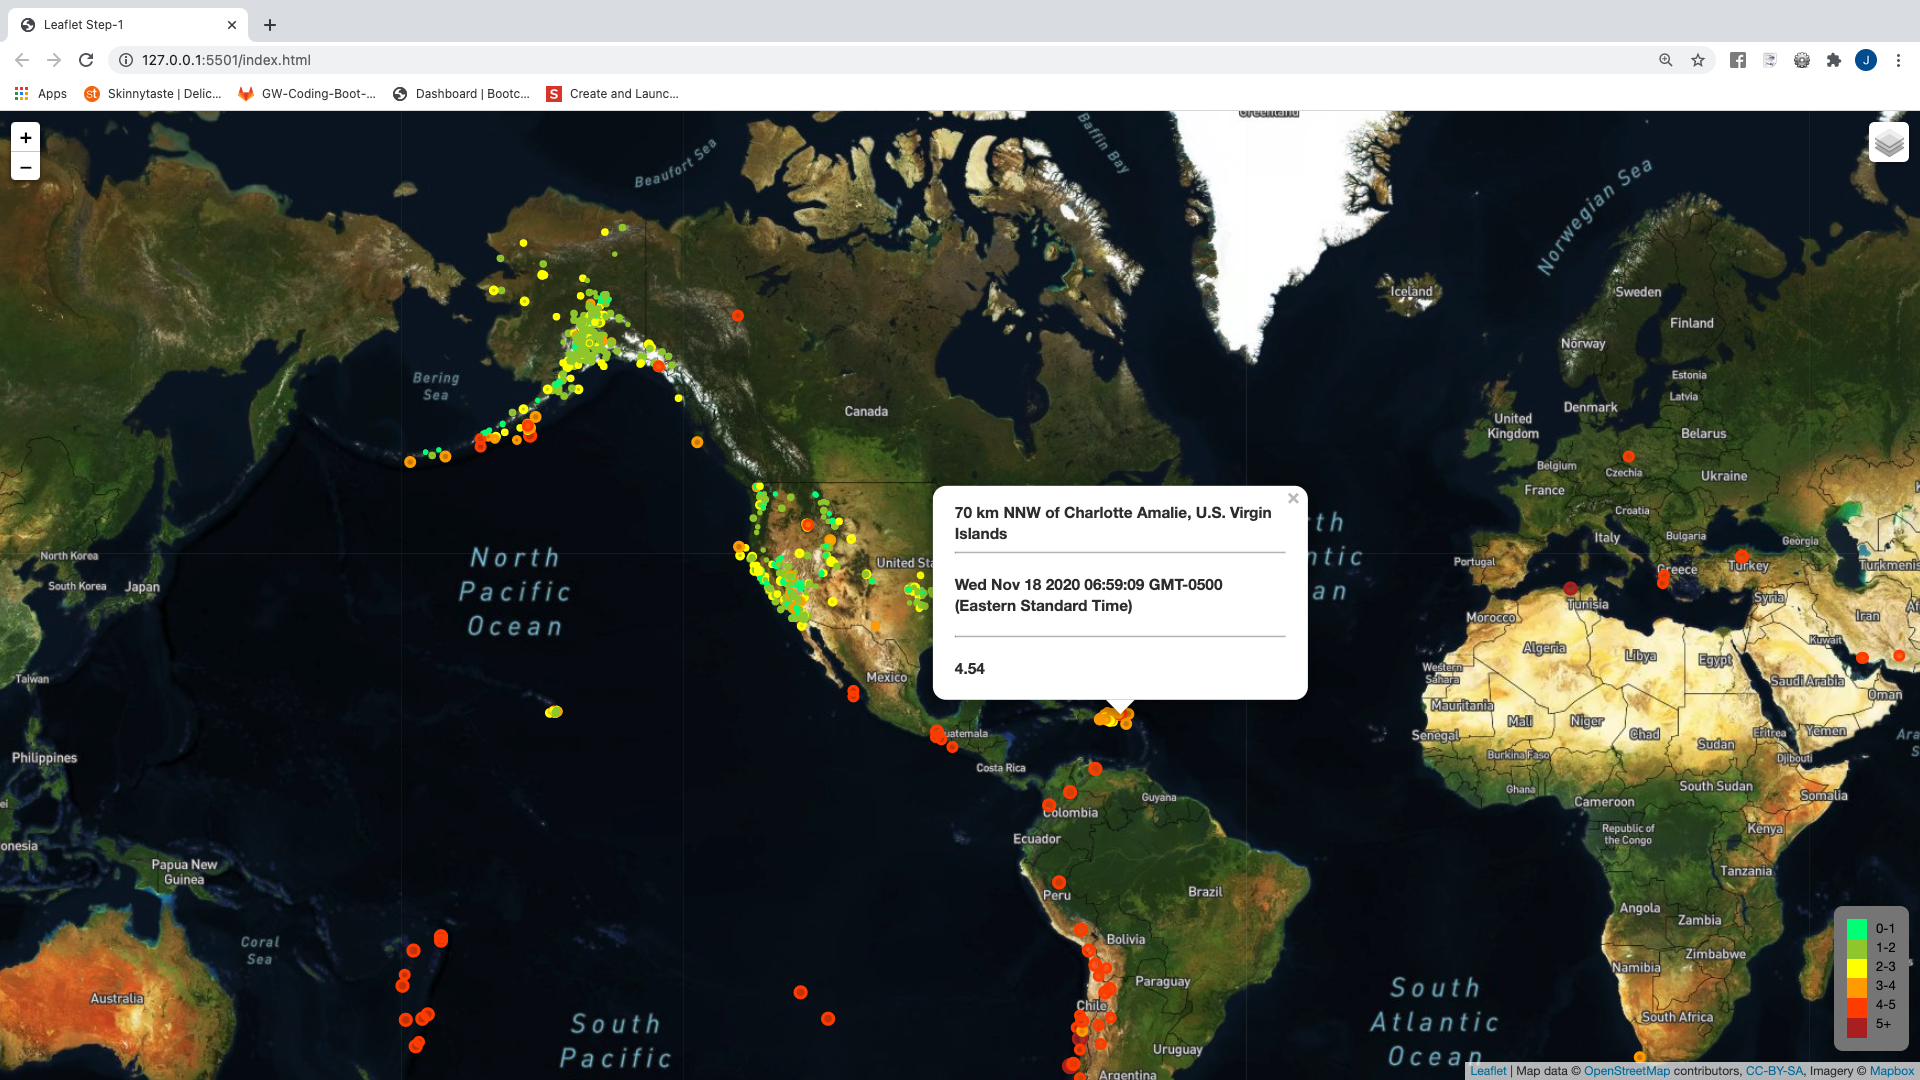 Leaflet Step-1
127.0.0.1:5501/index.html
J
Apps
st
Skinnytaste | Delic...
GW-Coding-Boot-...
Dashboard | Bootc...
S
Create and Launc...
+
−
Greenland
Baffin Bay
Beaufort Sea
Norwegian Sea
Iceland
Sweden
Finland
Norway
Estonia
Latvia
Bering
Sea
Canada
Denmark
United
Kingdom
Belarus
Belgium
Czechia
Ukraine
France
Croatia
Italy
Bulgaria
Georgia
Portugal
Greece
Turkey
Turkmenis
North Korea
South Korea
Japan
North
Pacific
Ocean
United Sta
th
ntic
an
70 km NNW of Charlotte Amalie, U.S. Virgin
Islands
×
Wed Nov 18 2020 06:59:09 GMT-0500
(Eastern Standard Time)
4.54
Tunisia
Syria
Morocco
Iran
Af
Algeria
Libya
Egypt
Kuwait
Western
Sahara
Saudi Arabia
Oman
Taiwan
Mexico
Mauritania
Mali
Niger
Chad
Sudan
Eritrea
Yemen
Senegal
Ara
S
uatemala
Burkina Faso
Djibouti
Philippines
Costa Rica
Ghana
South Sudan
Somalia
Guyana
Cameroon
ei
Colombia
Republic of
the Congo
Kenya
onesia
Ecuador
Papua New
Guinea
Tanzania
Peru
Brazil
Angola
Zambia
Coral
Sea
Bolivia
Zimbabwe
Namibia
Paraguay
Australia
Chile
South
Atlantic
Ocean
South Africa
South
Pacific
Uruguay
Argentina
0-1
1-2
2-3
3-4
4-5
5+
Leaflet | Map data © OpenStreetMap contributors, CC-BY-SA, Imagery © Mapbox